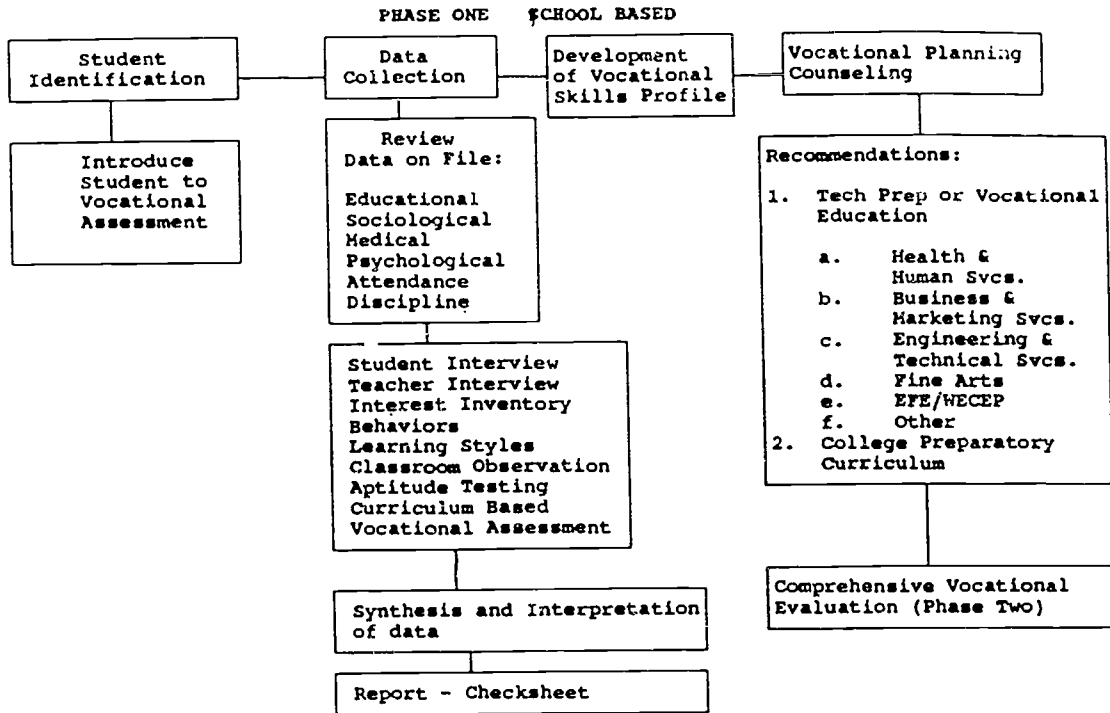 PHASE ONE SCHOOL BASED
Student
Identification
Introduce
Student to
Vocational
Assessment
Data
Collection
Review
Data on File:
Educational
Sociological
Medical
Psychological
Attendance
Discipline
Student Interview
Teacher Interview
Interest Inventory
Behaviors
Learning Styles
Classroom Observation
Aptitude Testing
Curriculum Based
Vocational Assessment
Synthesis and Interpretation
of data
Report - Checksheet
Development
of Vocational
Skills Profile
Vocational Planning
Counseling
Recommendations:
1. Tech Prep or Vocational
Education
a. Health &
Human Svcs.
b. Business &
Marketing Svcs.
c. Engineering &
Technical Svcs.
d. Fine Arts
e. EFE/WECEP
f. Other
2. College Preparatory
Curriculum
Comprehensive Vocational
Evaluation (Phase Two)